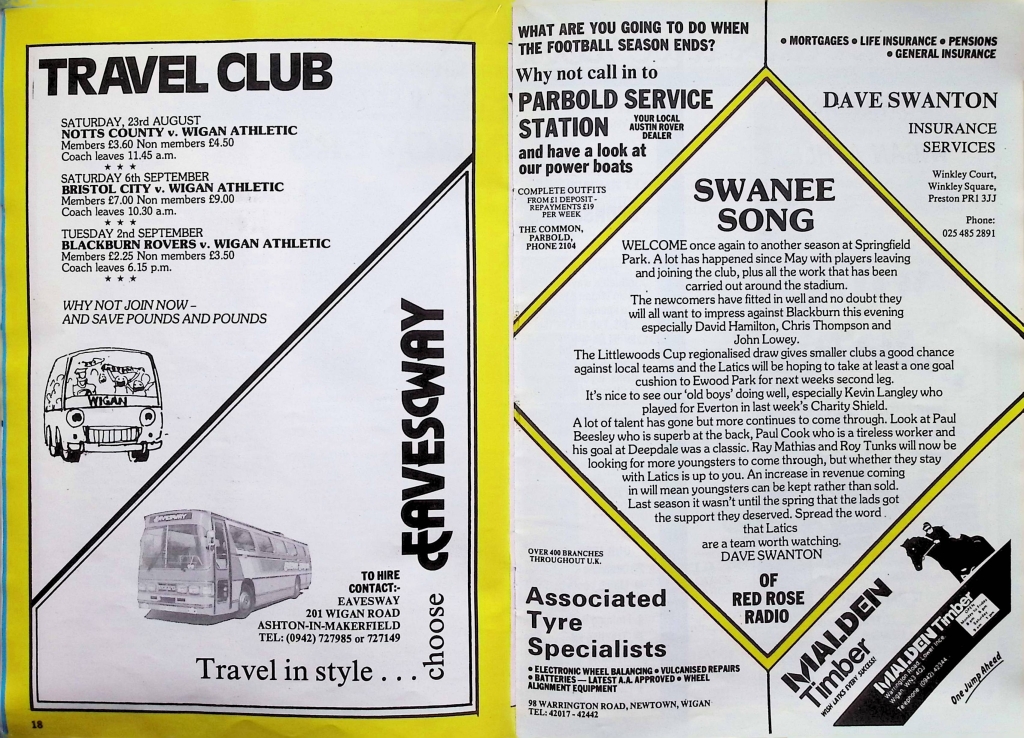 TRAVEL CLUB
SATURDAY, 23rd AUGUST
NOTTS COUNTY v. WIGAN ATHLETIC
Members £3.60 Non members £4.50
Coach leaves 11.45 a.m.
★ ★ ★
SATURDAY 6th SEPTEMBER
BRISTOL CITY v. WIGAN ATHLETIC
Members £7.00 Non members £9.00
Coach leaves 10.30 a.m.
★ ★ ★
TUESDAY 2nd SEPTEMBER
BLACKBURN ROVERS v. WIGAN ATHLETIC
Members £2.25 Non members £3.50
Coach leaves 6.15 p.m.
★ ★ ★
WHY NOT JOIN NOW –
AND SAVE POUNDS AND POUNDS
WIGAN
EAVESWAY
EAVESWAY
TO HIRE
CONTACT:-
EAVESWAY
201 WIGAN ROAD
ASHTON-IN-MAKERFIELD
TEL: (0942) 727985 or 727149
Travel in style . . .
choose
18
WHAT ARE YOU GOING TO DO WHEN
THE FOOTBALL SEASON ENDS?
Why not call in to
PARBOLD SERVICE
STATION
YOUR LOCAL
AUSTIN ROVER
DEALER
and have a look at
our power boats
COMPLETE OUTFITS
FROM £1 DEPOSIT -
REPAYMENTS £19
PER WEEK
THE COMMON,
PARBOLD,
PHONE 2104
• MORTGAGES • LIFE INSURANCE • PENSIONS
• GENERAL INSURANCE
DAVE SWANTON
INSURANCE
SERVICES
Winkley Court,
Winkley Square,
Preston PR1 3JJ
Phone:
025 485 2891
SWANEE
SONG
WELCOME once again to another season at Springfield
Park. A lot has happened since May with players leaving
and joining the club, plus all the work that has been
carried out around the stadium.
The newcomers have fitted in well and no doubt they
will all want to impress against Blackburn this evening
especially David Hamilton, Chris Thompson and
John Lowey.
The Littlewoods Cup regionalised draw gives smaller clubs a good chance
against local teams and the Latics will be hoping to take at least a one goal
cushion to Ewood Park for next weeks second leg.
It's nice to see our 'old boys' doing well, especially Kevin Langley who
played for Everton in last week's Charity Shield.
A lot of talent has gone but more continues to come through. Look at Paul
Beesley who is superb at the back, Paul Cook who is a tireless worker and
his goal at Deepdale was a classic. Ray Mathias and Roy Tunks will now be
looking for more youngsters to come through, but whether they stay
with Latics is up to you. An increase in revenue coming
in will mean youngsters can be kept rather than sold.
Last season it wasn't until the spring that the lads got
the support they deserved. Spread the word
that Latics
are a team worth watching.
DAVE SWANTON
OF
RED ROSE
RADIO
OVER 400 BRANCHES
THROUGHOUT U.K.
Associated
Tyre
Specialists
• ELECTRONIC WHEEL BALANCING • VULCANISED REPAIRS
• BATTERIES — LATEST A.A. APPROVED • WHEEL
ALIGNMENT EQUIPMENT
98 WARRINGTON ROAD, NEWTOWN, WIGAN
TEL: 42017 - 42442
MALDEN
Timber
WISH LATICS EVERY SUCCESS!
MALDEN Timber
Warrington Road, Lower Ince,
Wigan, WN3 4QJ
Telephone (0942) 42344
One Jump Ahead